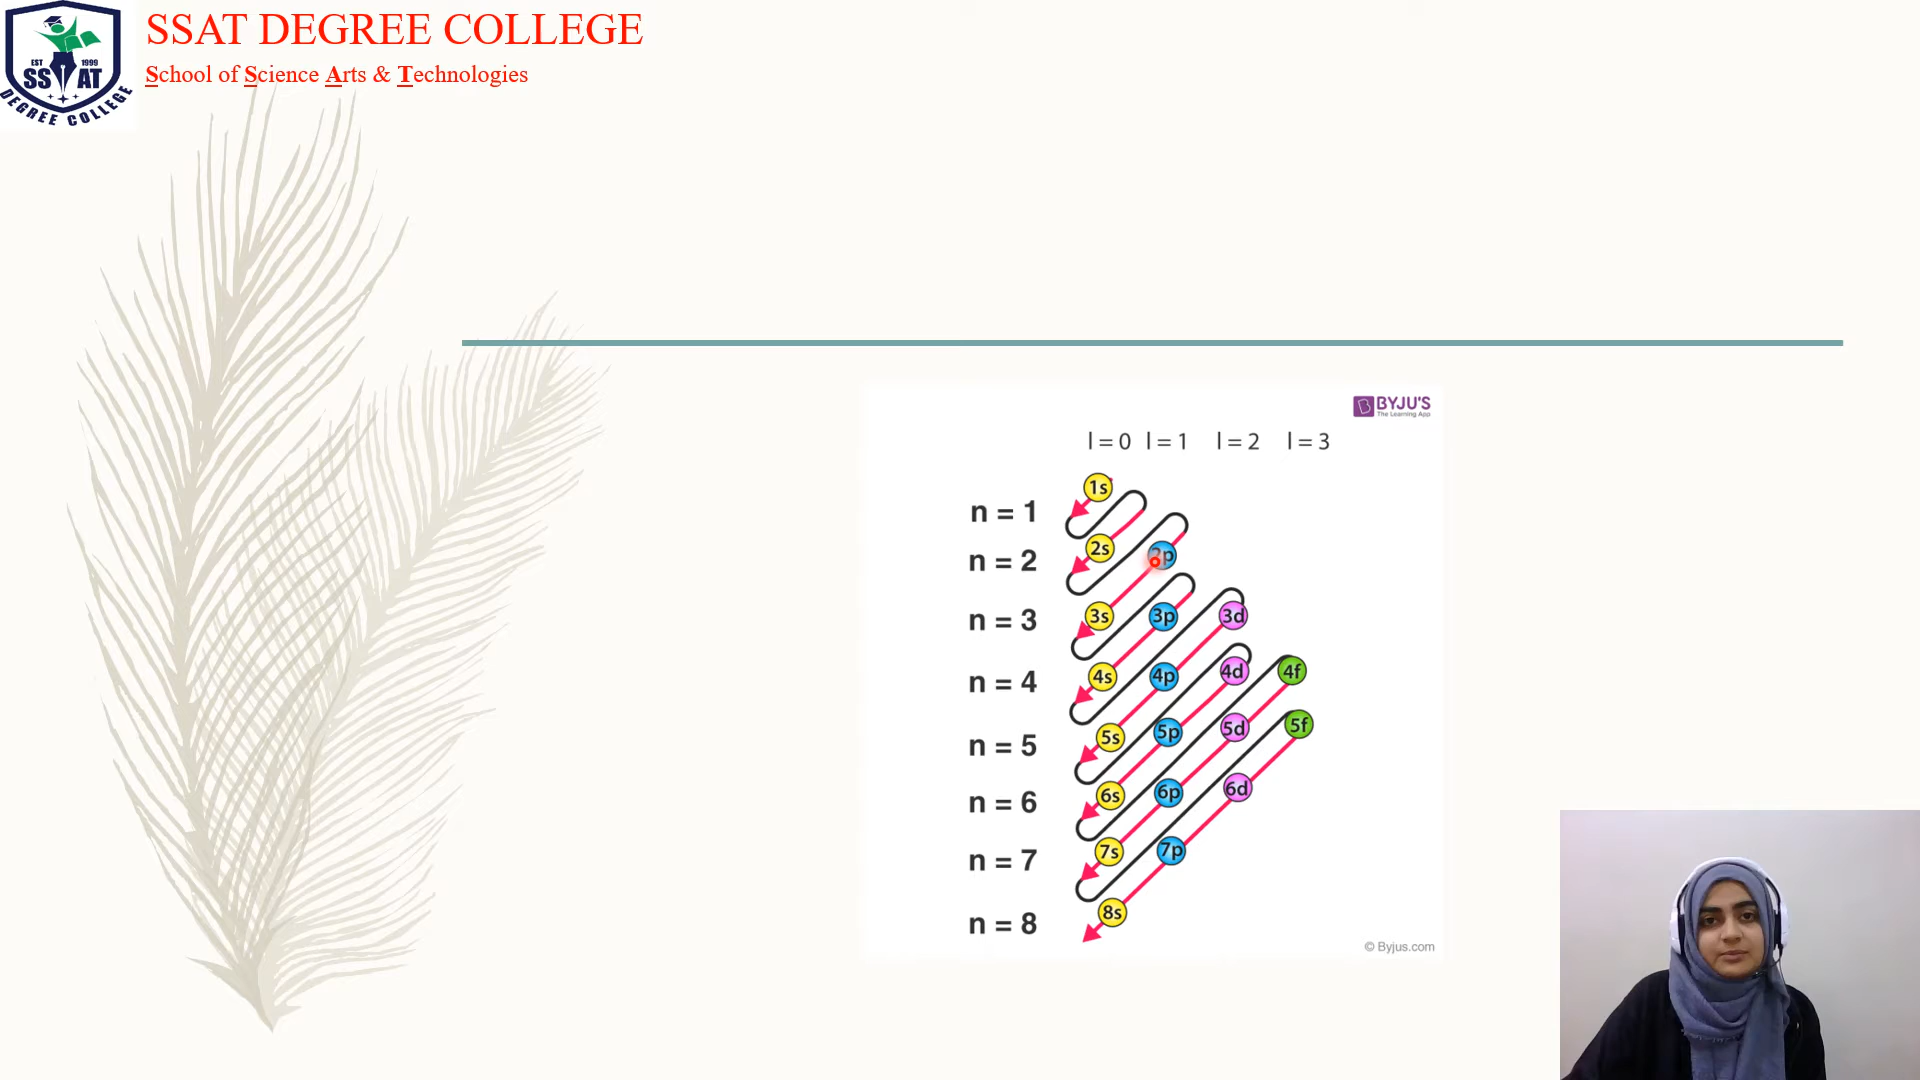 SSAT DEGREE COLLEGE
School of Science Arts & Technologies
EST 1999
SS AT
DEGREE COLLEGE
BYJU'S
The Learning App
l = 0 l = 1 l = 2 l = 3
1s
n = 1
2s 2p
n = 2
3s 3p 3d
n = 3
4s 4p 4d 4f
n = 4
5s 5p 5d 5f
n = 5
6s 6p 6d
n = 6
7s 7p
n = 7
8s
n = 8
© Byjus.com